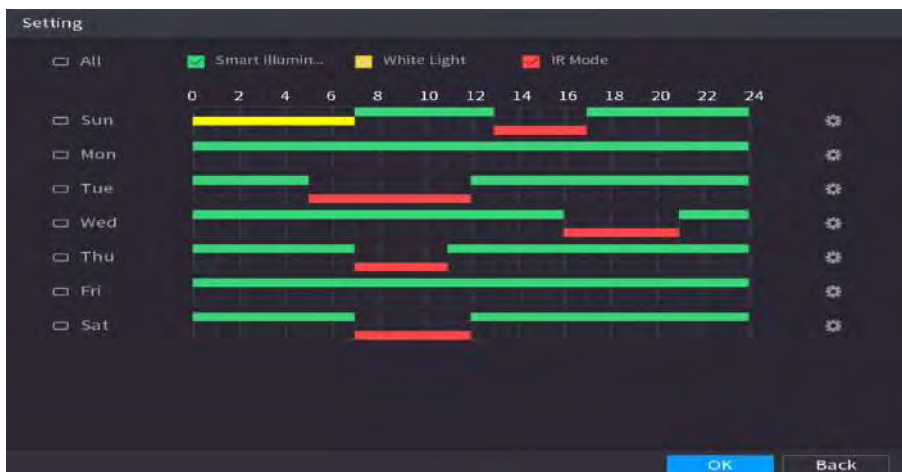 Setting
All Smart Illumin... White Light IR Mode
0 2 4 6 8 10 12 14 16 18 20 22 24
Sun
Mon
Tue
Wed
Thu
Fri
Sat
OK Back